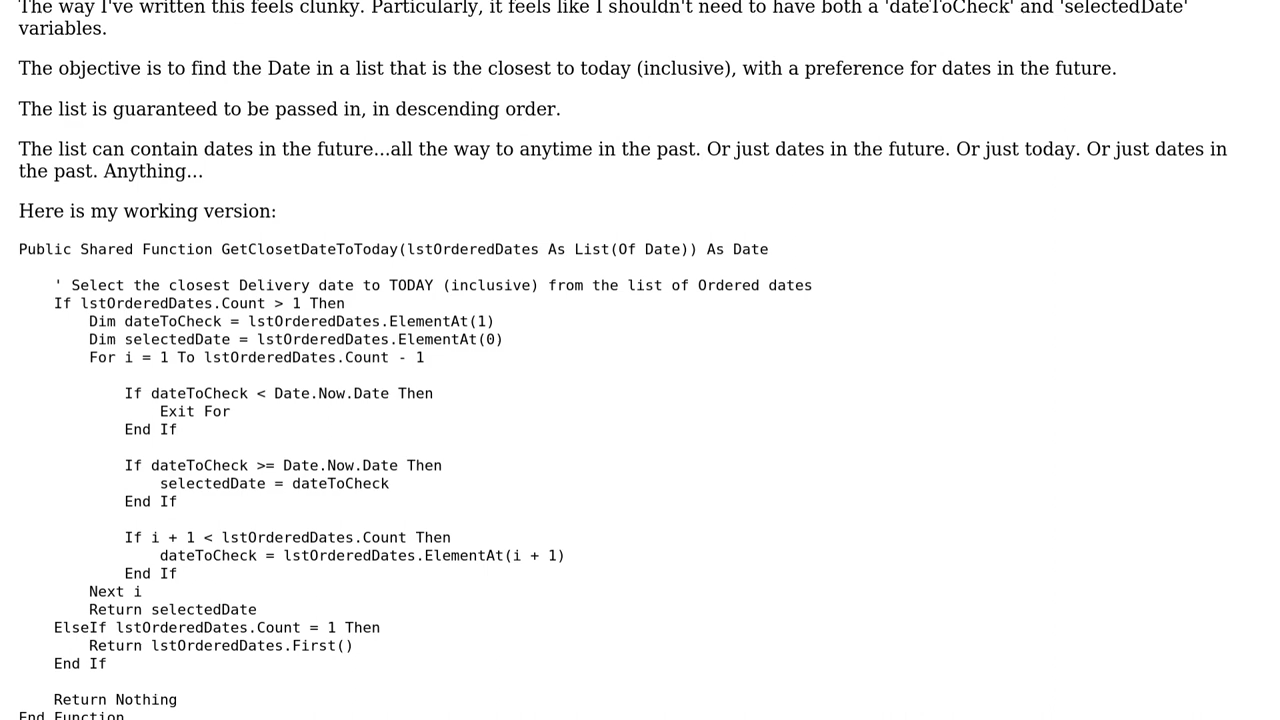 The way I've written this feels clunky. Particularly, it feels like I shouldn't need to have both a 'dateToCheck' and 'selectedDate'
variables.
The objective is to find the Date in a list that is the closest to today (inclusive), with a preference for dates in the future.
The list is guaranteed to be passed in, in descending order.
The list can contain dates in the future...all the way to anytime in the past. Or just dates in the future. Or just today. Or just dates in
the past. Anything...
Here is my working version:
Public Shared Function GetClosetDateToToday(lstOrderedDates As List(Of Date)) As Date
    ' Select the closest Delivery date to TODAY (inclusive) from the list of Ordered dates
    If lstOrderedDates.Count > 1 Then
        Dim dateToCheck = lstOrderedDates.ElementAt(1)
        Dim selectedDate = lstOrderedDates.ElementAt(0)
        For i = 1 To lstOrderedDates.Count - 1
            If dateToCheck < Date.Now.Date Then
                Exit For
            End If
            If dateToCheck >= Date.Now.Date Then
                selectedDate = dateToCheck
            End If
            If i + 1 < lstOrderedDates.Count Then
                dateToCheck = lstOrderedDates.ElementAt(i + 1)
            End If
        Next i
        Return selectedDate
    ElseIf lstOrderedDates.Count = 1 Then
        Return lstOrderedDates.First()
    End If
    Return Nothing
End Function